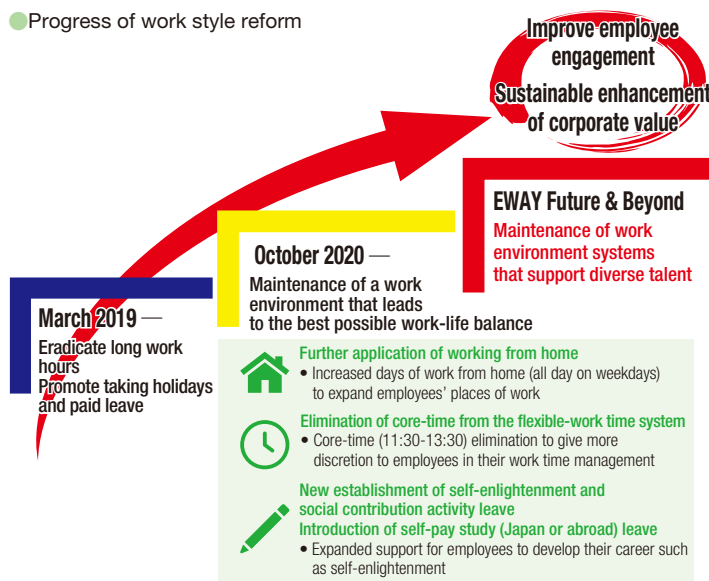 Progress of work style reform
Improve employee
engagement
Sustainable enhancement
of corporate value
EWAY Future & Beyond
Maintenance of work
environment systems
that support diverse talent
October 2020 —
Maintenance of a work
environment that leads
to the best possible work-life balance
March 2019 —
Eradicate long work
hours
Promote taking holidays
and paid leave
Further application of working from home
• Increased days of work from home (all day on weekdays)
to expand employees' places of work
Elimination of core-time from the flexible-work time system
• Core-time (11:30-13:30) elimination to give more
discretion to employees in their work time management
New establishment of self-enlightenment and
social contribution activity leave
Introduction of self-pay study (Japan or abroad) leave
• Expanded support for employees to develop their career such
as self-enlightenment